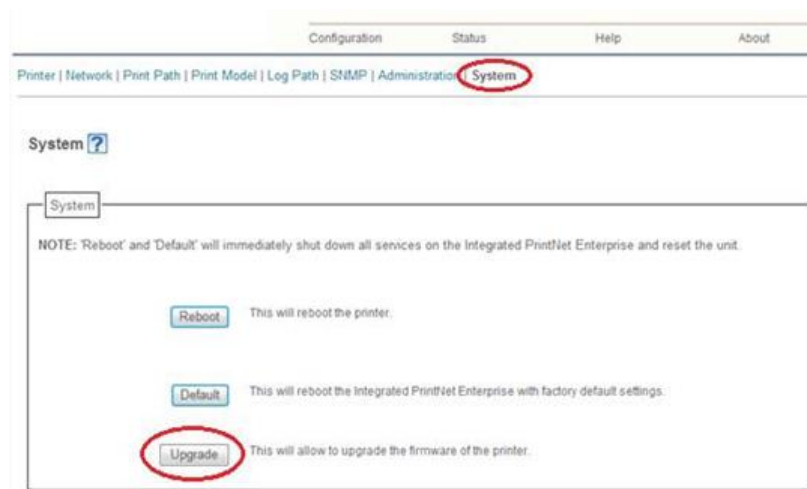 Configuration Status Help About
Printer | Network | Print Path | Print Model | Log Path | SNMP | Administration | System
System ?
System
NOTE: 'Reboot' and 'Default' will immediately shut down all services on the Integrated PrintNet Enterprise and reset the unit.
Reboot This will reboot the printer.
Default This will reboot the Integrated PrintNet Enterprise with factory default settings.
Upgrade This will allow to upgrade the firmware of the printer.